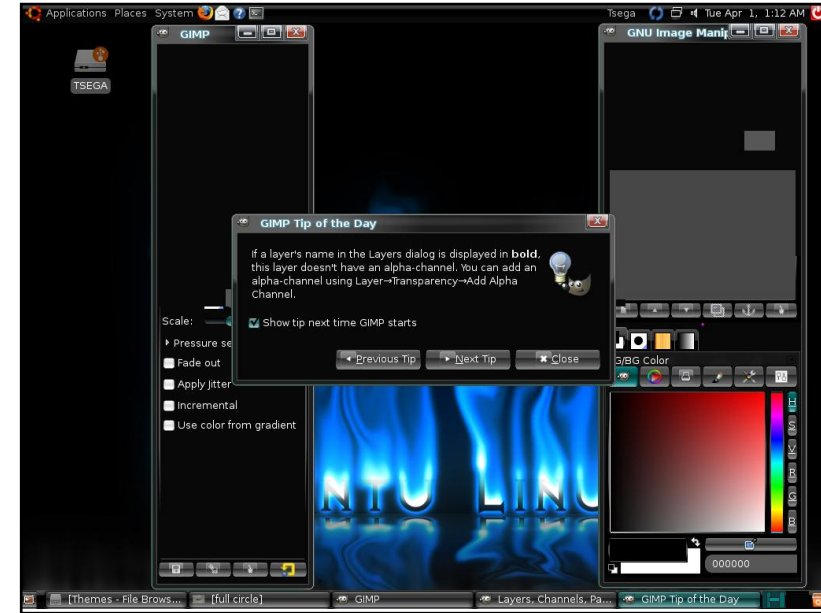 Applications Places System
Tsega
Tue Apr 1, 1:12 AM
TSEGA
GIMP
GNU Image Manip
GIMP Tip of the Day
If a layer's name in the Layers dialog is displayed in bold,
this layer doesn't have an alpha-channel. You can add an
alpha-channel using Layer→Transparency→Add Alpha
Channel.
Show tip next time GIMP starts
Previous Tip
Next Tip
Close
Scale:
Pressure se
Fade out
Apply Jitter
Incremental
Use color from gradient
G/BG Color
H
S
V
R
G
B
000000
NTU LINU
[Themes - File Brows...
[full circle]
GIMP
Layers, Channels, Pa...
GIMP Tip of the Day